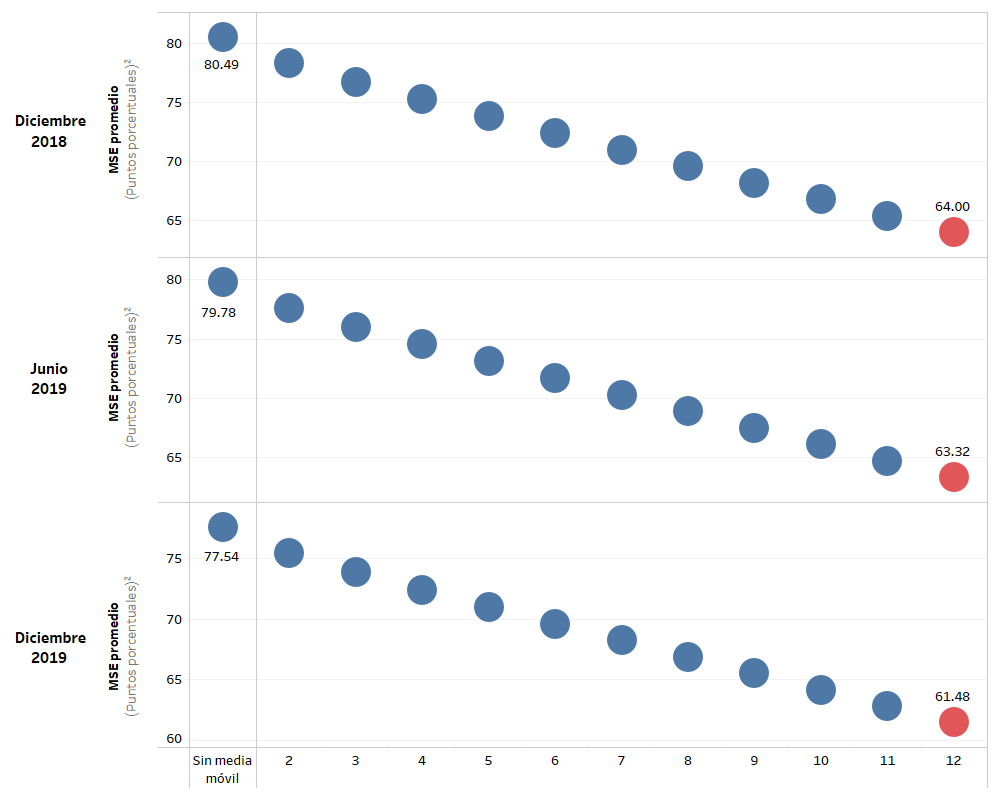 Diciembre
2018
MSE promedio
(Puntos porcentuales)²
80
75
70
65
80.49
64.00
Junio
2019
MSE promedio
(Puntos porcentuales)²
80
75
70
65
79.78
63.32
Diciembre
2019
MSE promedio
(Puntos porcentuales)²
75
70
65
60
77.54
61.48
Sin media
móvil
2 3 4 5 6 7 8 9 10 11 12